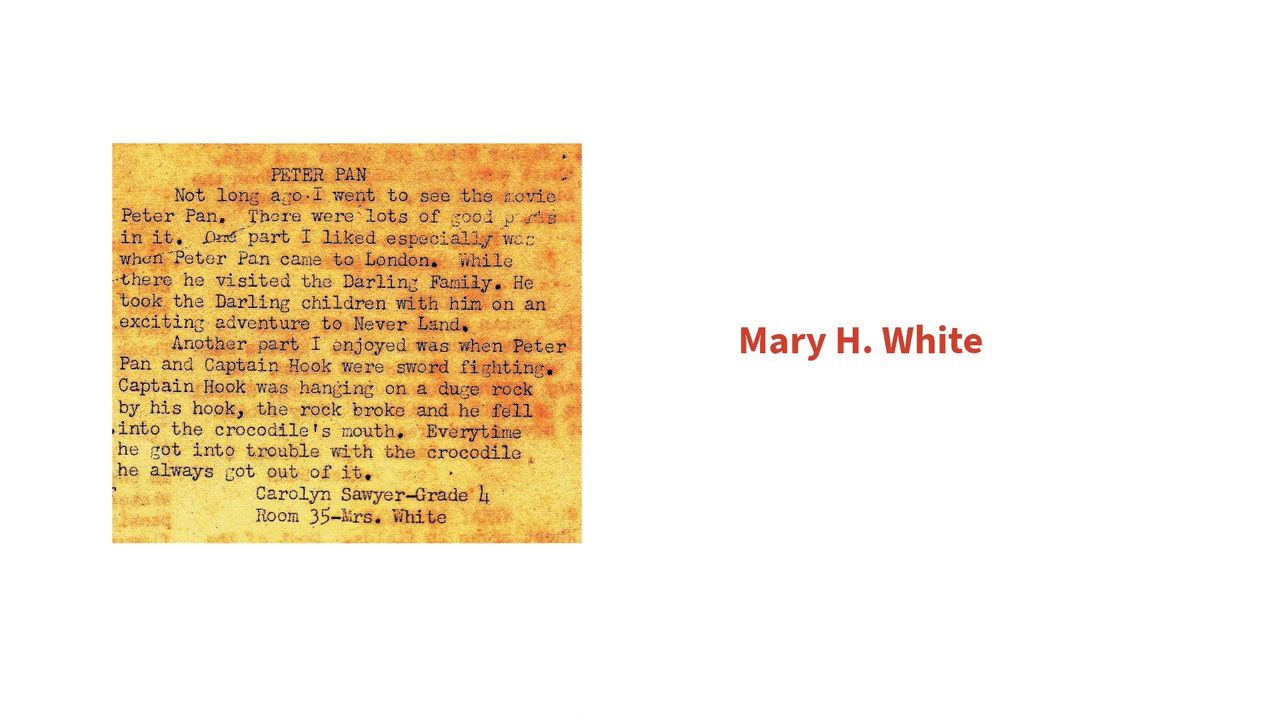 PETER PAN
Not long ago I went to see the movie
Peter Pan. There were lots of good parts
in it. One part I liked especially was
when Peter Pan came to London. While
there he visited the Darling Family. He
took the Darling children with him on an
exciting adventure to Never Land.
Another part I enjoyed was when Peter
Pan and Captain Hook were sword fighting.
Captain Hook was hanging on a duge rock
by his hook, the rock broke and he fell
into the crocodile's mouth. Everytime
he got into trouble with the crocodile
he always got out of it.
Carolyn Sawyer-Grade 4
Room 35-Mrs. White
Mary H. White